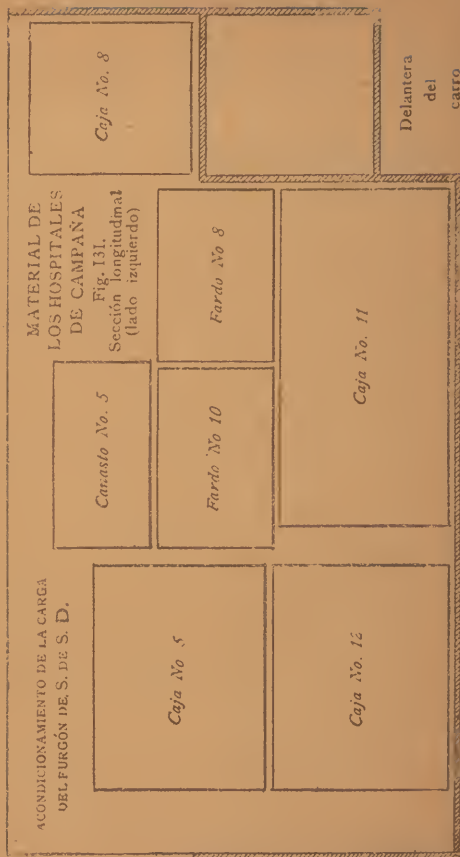 ACONDICIONAMIENTO DE LA CARGA
DEL FURGÓN DE S. DE S. D.
MATERIAL DE
LOS HOSPITALES
DE CAMPAÑA
Fig. 131.
Sección longitudinal
(lado izquierdo)
Caja No. 8
Canasto No. 5
Caja No 5
Fardo No 10
Fardo No 8
Caja No. 12
Caja No. 11
Delantera
del
carro